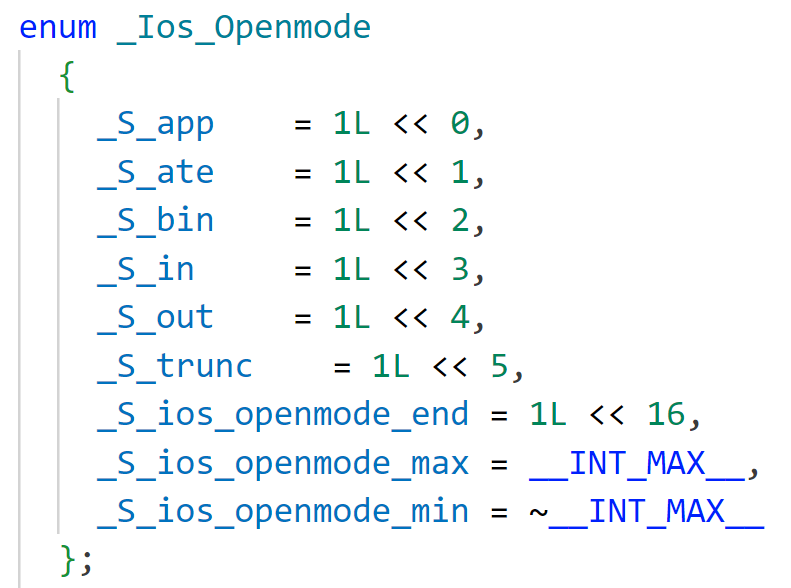 enum _Ios_Openmode
{
_S_app = 1L << 0,
_S_ate = 1L << 1,
_S_bin = 1L << 2,
_S_in = 1L << 3,
_S_out = 1L << 4,
_S_trunc = 1L << 5,
_S_ios_openmode_end = 1L << 16,
_S_ios_openmode_max = __INT_MAX__,
_S_ios_openmode_min = ~__INT_MAX__
};